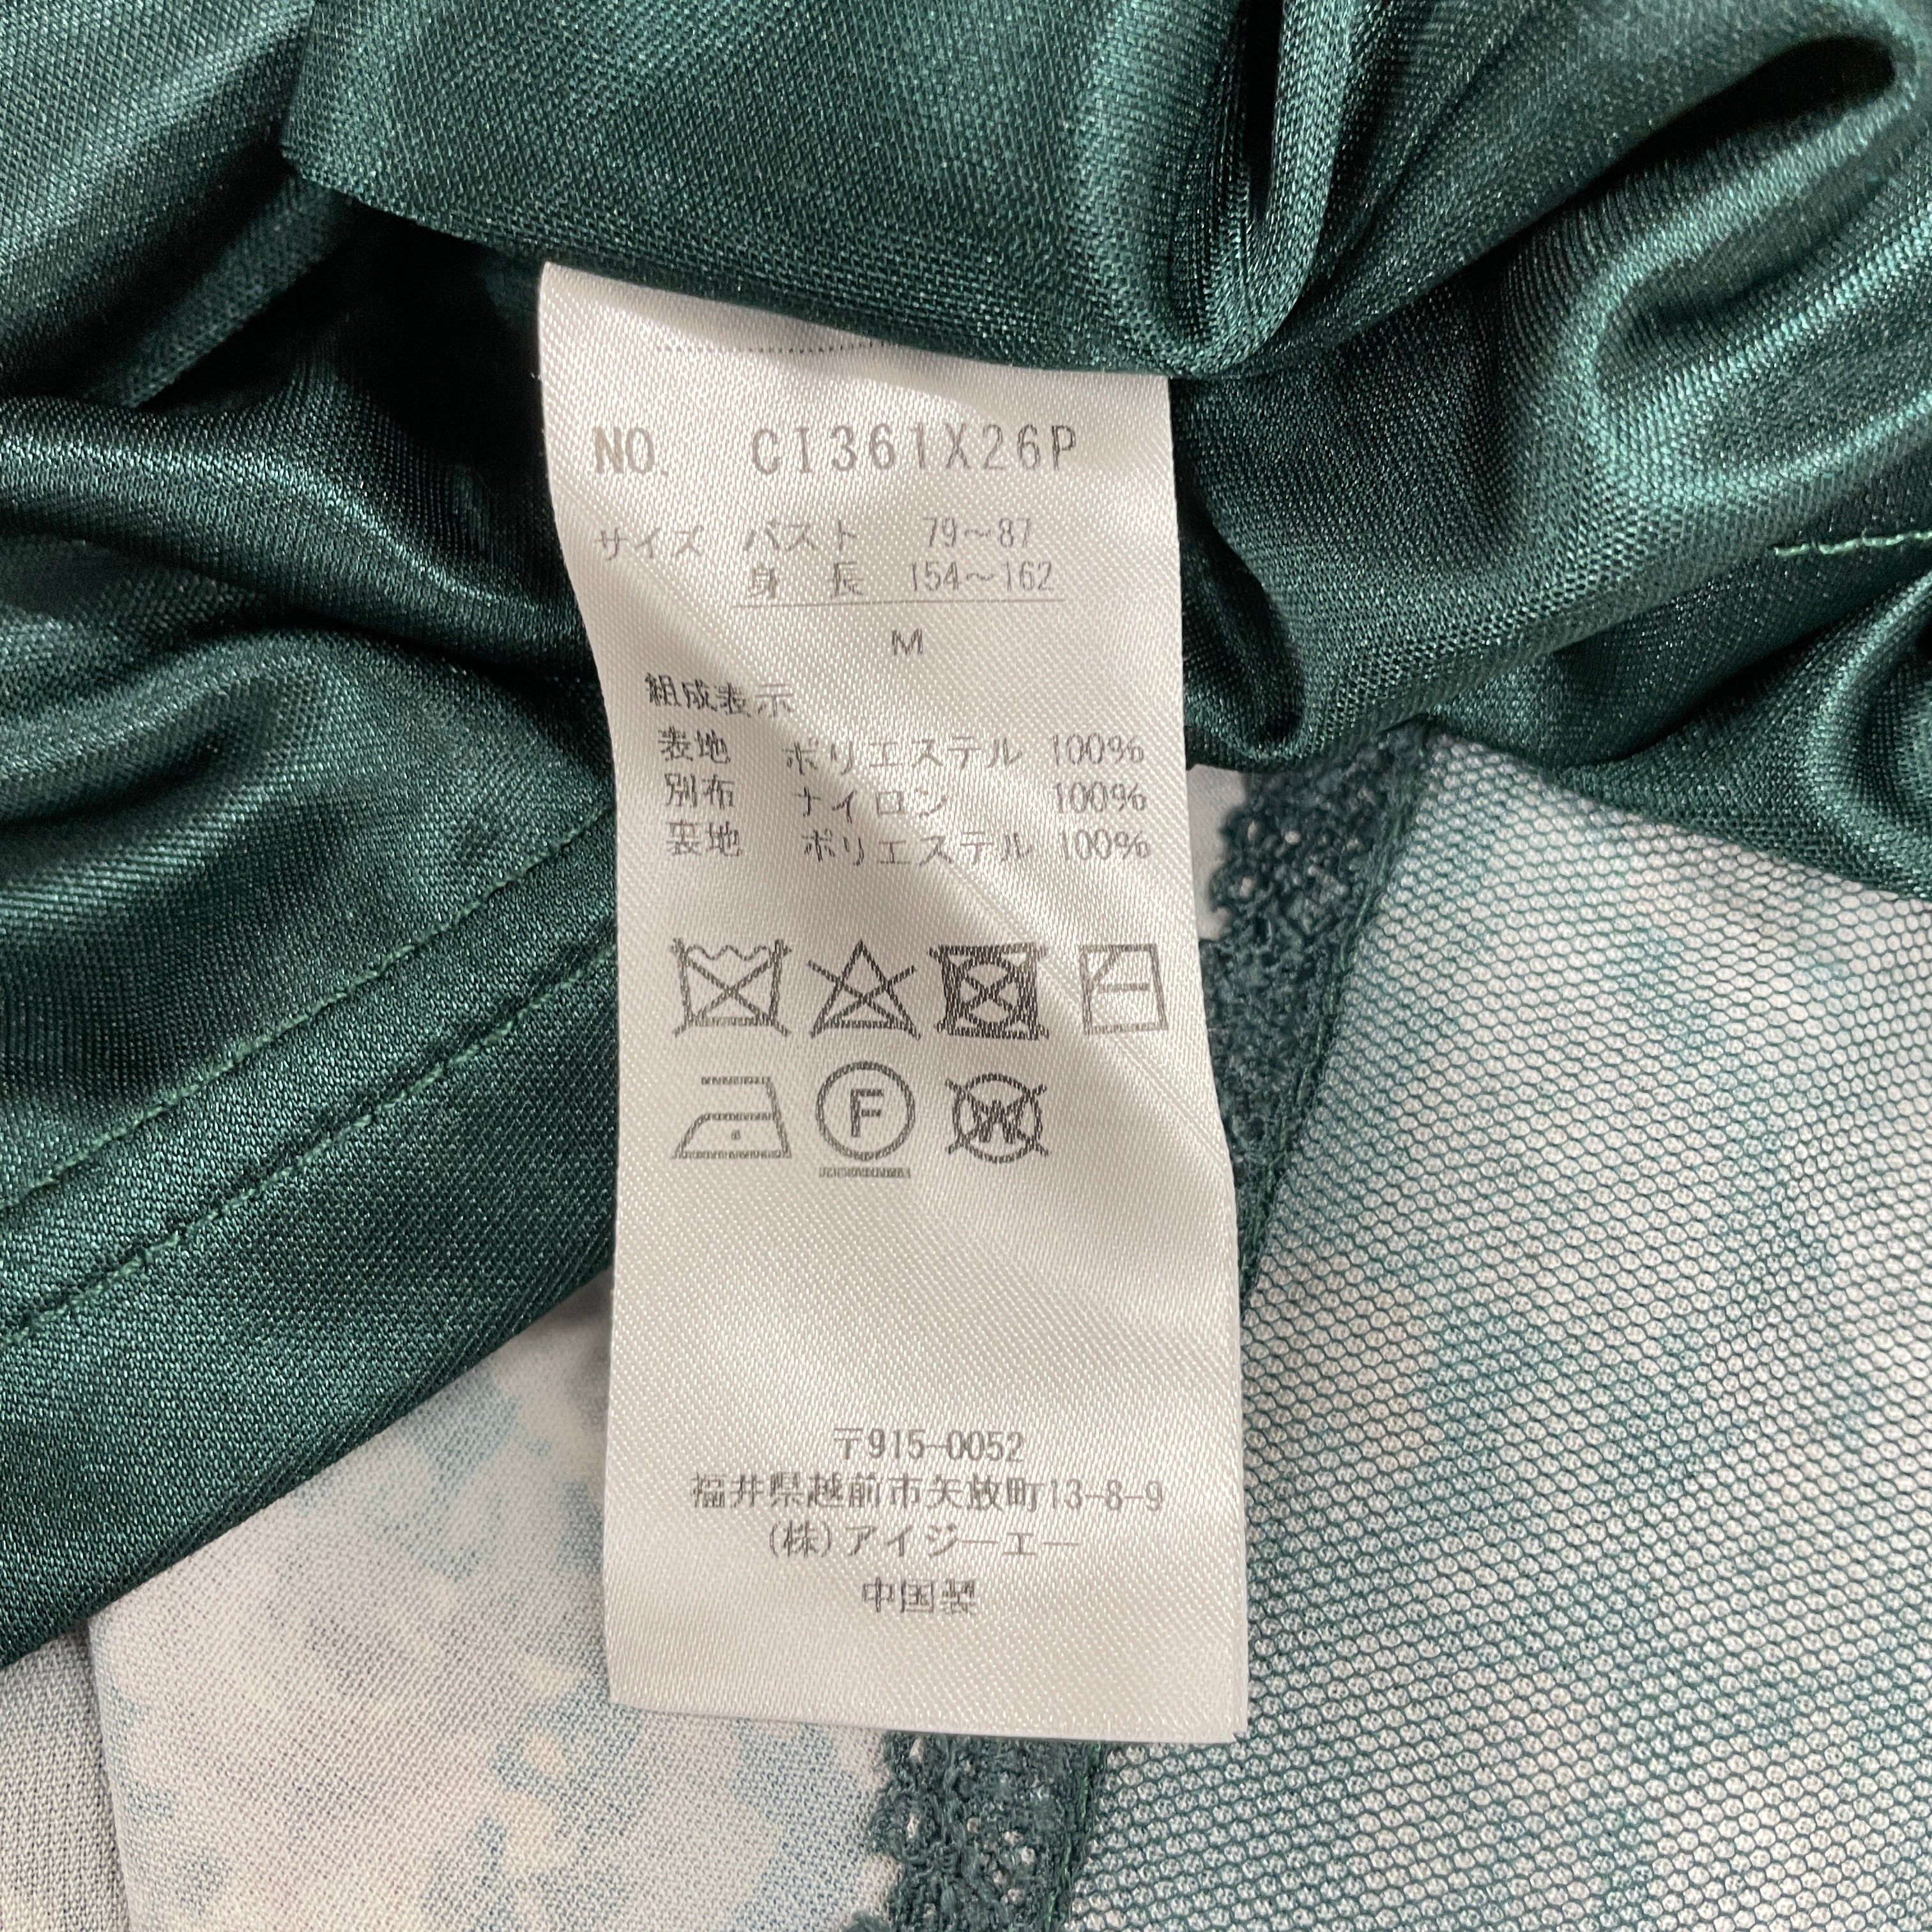 NO. CI361X26P
サイズ バスト 79～87
身 長 154～162
M
組成表示
表地 ポリエステル 100%
別布 ナイロン 100%
裏地 ポリエステル 100%
F
W
〒915-0052
福井県越前市矢放町13-8-9
(株)アイジーエー
中国製